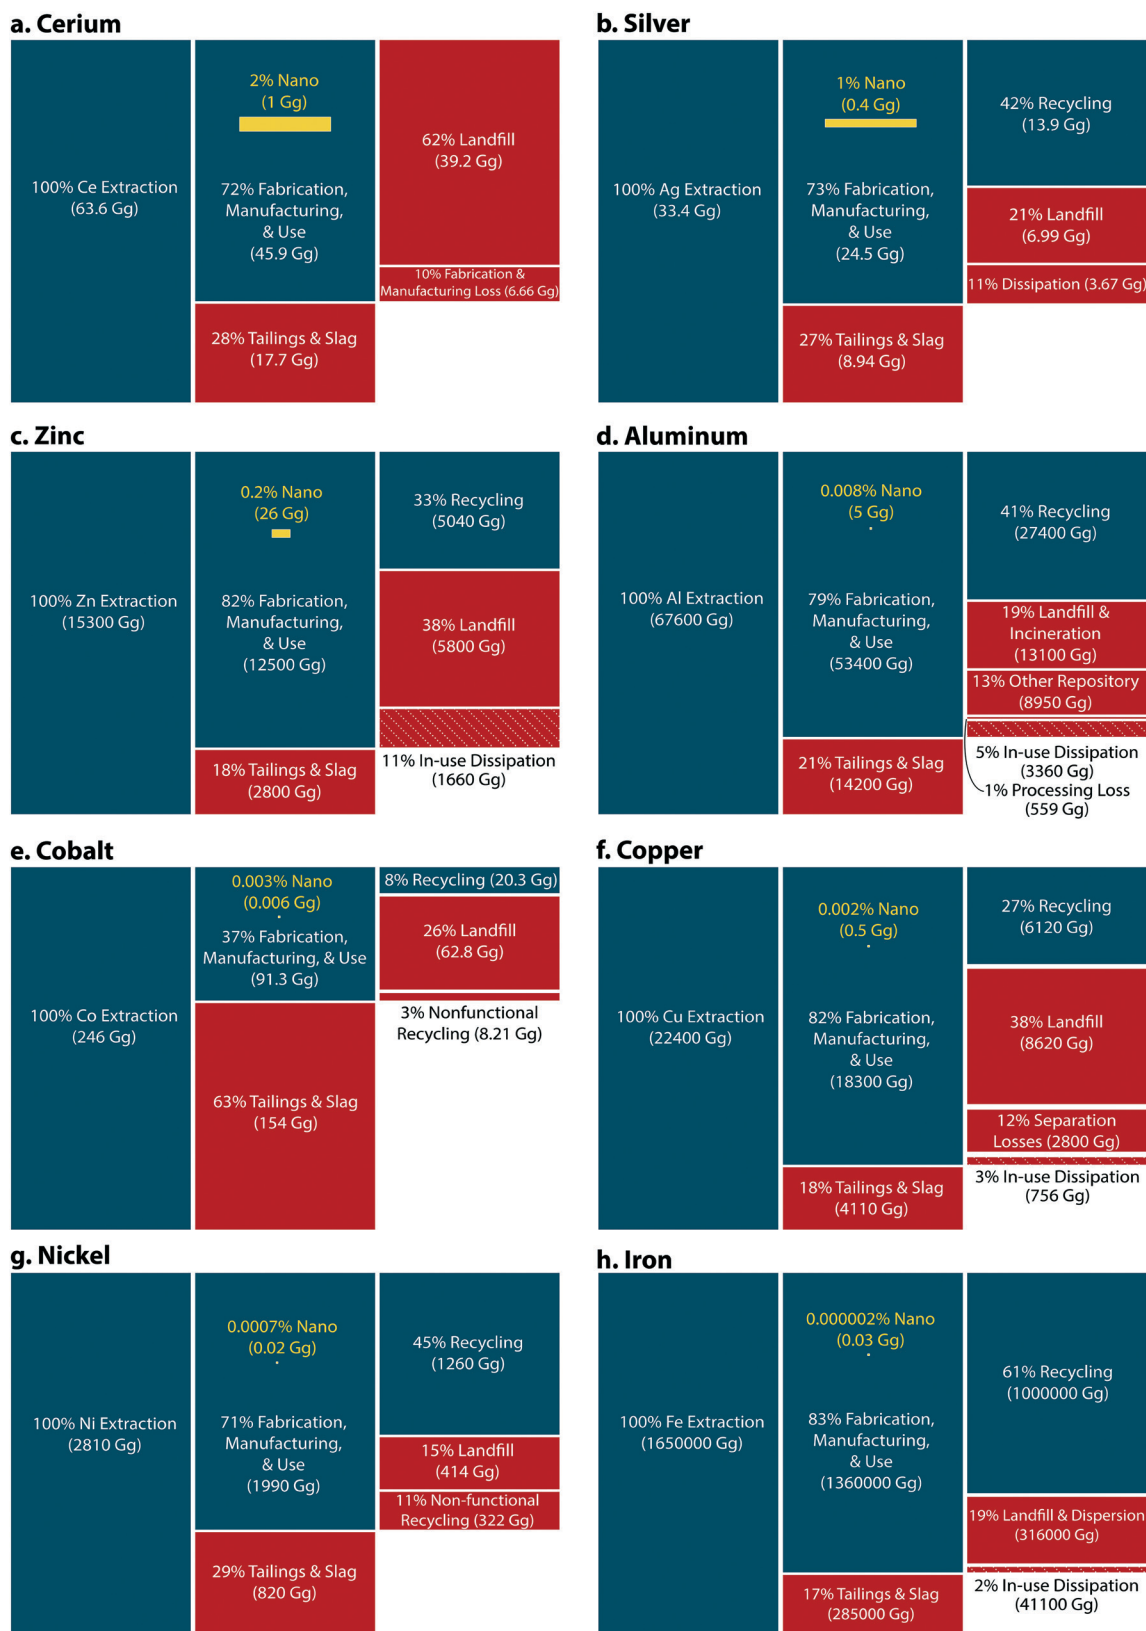 a. Cerium
100% Ce Extraction
(63.6 Gg)
2% Nano
(1 Gg)
72% Fabrication,
Manufacturing,
& Use
(45.9 Gg)
28% Tailings & Slag
(17.7 Gg)
62% Landfill
(39.2 Gg)
10% Fabrication &
Manufacturing Loss (6.66 Gg)
b. Silver
100% Ag Extraction
(33.4 Gg)
1% Nano
(0.4 Gg)
73% Fabrication,
Manufacturing,
& Use
(24.5 Gg)
27% Tailings & Slag
(8.94 Gg)
42% Recycling
(13.9 Gg)
21% Landfill
(6.99 Gg)
11% Dissipation (3.67 Gg)
c. Zinc
100% Zn Extraction
(15300 Gg)
0.2% Nano
(26 Gg)
82% Fabrication,
Manufacturing,
& Use
(12500 Gg)
18% Tailings & Slag
(2800 Gg)
33% Recycling
(5040 Gg)
38% Landfill
(5800 Gg)
11% In-use Dissipation
(1660 Gg)
d. Aluminum
100% Al Extraction
(67600 Gg)
0.008% Nano
(5 Gg)
79% Fabrication,
Manufacturing,
& Use
(53400 Gg)
21% Tailings & Slag
(14200 Gg)
41% Recycling
(27400 Gg)
19% Landfill &
Incineration
(13100 Gg)
13% Other Repository
(8950 Gg)
5% In-use Dissipation
(3360 Gg)
1% Processing Loss
(559 Gg)
e. Cobalt
100% Co Extraction
(246 Gg)
0.003% Nano
(0.006 Gg)
37% Fabrication,
Manufacturing, & Use
(91.3 Gg)
63% Tailings & Slag
(154 Gg)
8% Recycling (20.3 Gg)
26% Landfill
(62.8 Gg)
3% Nonfunctional
Recycling (8.21 Gg)
f. Copper
100% Cu Extraction
(22400 Gg)
0.002% Nano
(0.5 Gg)
82% Fabrication,
Manufacturing,
& Use
(18300 Gg)
18% Tailings & Slag
(4110 Gg)
27% Recycling
(6120 Gg)
38% Landfill
(8620 Gg)
12% Separation
Losses (2800 Gg)
3% In-use Dissipation
(756 Gg)
g. Nickel
100% Ni Extraction
(2810 Gg)
0.0007% Nano
(0.02 Gg)
71% Fabrication,
Manufacturing,
& Use
(1990 Gg)
29% Tailings & Slag
(820 Gg)
45% Recycling
(1260 Gg)
15% Landfill
(414 Gg)
11% Non-functional
Recycling (322 Gg)
h. Iron
100% Fe Extraction
(1650000 Gg)
0.000002% Nano
(0.03 Gg)
83% Fabrication,
Manufacturing,
& Use
(1360000 Gg)
17% Tailings & Slag
(285000 Gg)
61% Recycling
(1000000 Gg)
19% Landfill & Dispersion
(316000 Gg)
2% In-use Dissipation
(41100 Gg)